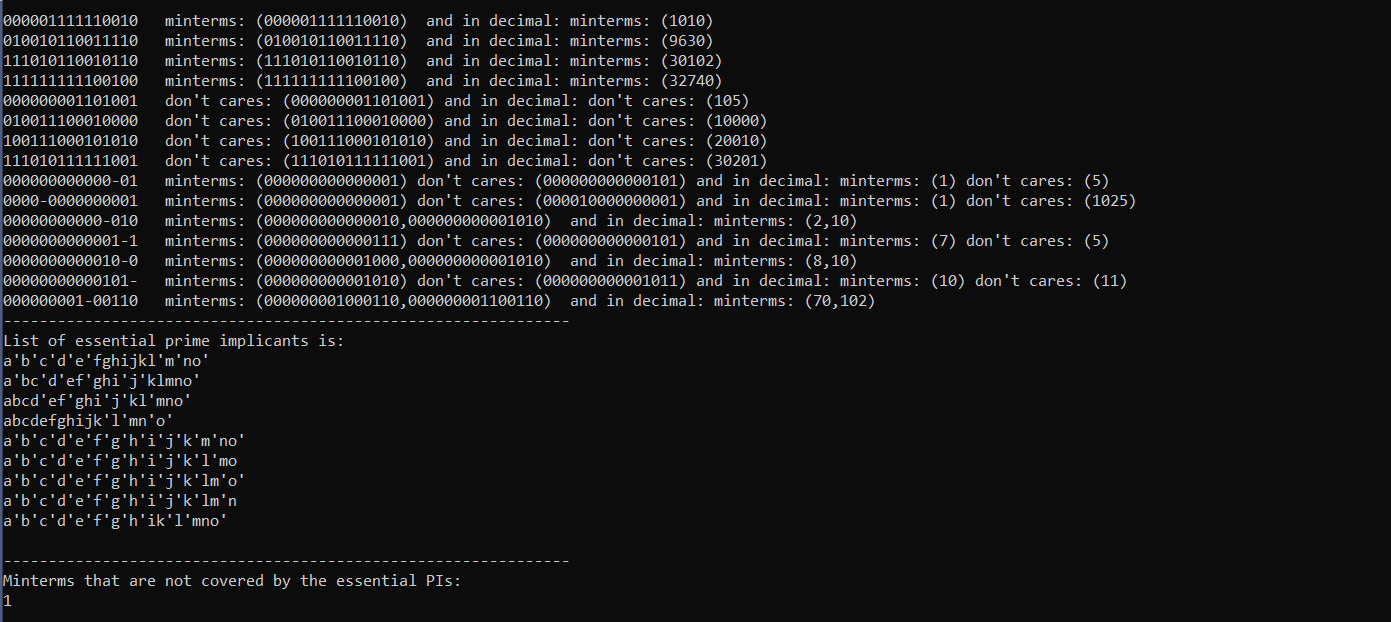 000001111110010   minterms: (000001111110010)  and in decimal: minterms: (1010)
010010110011110   minterms: (010010110011110)  and in decimal: minterms: (9630)
111010110010110   minterms: (111010110010110)  and in decimal: minterms: (30102)
111111111100100   minterms: (111111111100100)  and in decimal: minterms: (32740)
000000001101001   don't cares: (000000001101001) and in decimal: don't cares: (105)
010011100010000   don't cares: (010011100010000) and in decimal: don't cares: (10000)
100111000101010   don't cares: (100111000101010) and in decimal: don't cares: (20010)
111010111111001   don't cares: (111010111111001) and in decimal: don't cares: (30201)
000000000000-01   minterms: (000000000000001) don't cares: (000000000000101) and in decimal: minterms: (1) don't cares: (5)
0000-0000000001   minterms: (000000000000001) don't cares: (000010000000001) and in decimal: minterms: (1) don't cares: (1025)
00000000000-010   minterms: (000000000000010,000000000001010)  and in decimal: minterms: (2,10)
0000000000001-1   minterms: (000000000000111) don't cares: (000000000000101) and in decimal: minterms: (7) don't cares: (5)
0000000000010-0   minterms: (000000000001000,000000000001010)  and in decimal: minterms: (8,10)
00000000000101-   minterms: (000000000001010) don't cares: (000000000001011) and in decimal: minterms: (10) don't cares: (11)
000000001-00110   minterms: (000000001000110,000000001100110)  and in decimal: minterms: (70,102)
---------------------------------------------------------------
List of essential prime implicants is:
a'b'c'd'e'fghijkl'm'no'
a'bc'd'ef'ghi'j'klmno'
abcd'ef'ghi'j'kl'mno'
abcdefghijk'l'mn'o'
a'b'c'd'e'f'g'h'i'j'k'm'no'
a'b'c'd'e'f'g'h'i'j'k'l'mo
a'b'c'd'e'f'g'h'i'j'k'lm'o'
a'b'c'd'e'f'g'h'i'j'k'lm'n
a'b'c'd'e'f'g'h'ik'l'mno'
---------------------------------------------------------------
Minterms that are not covered by the essential PIs:
1